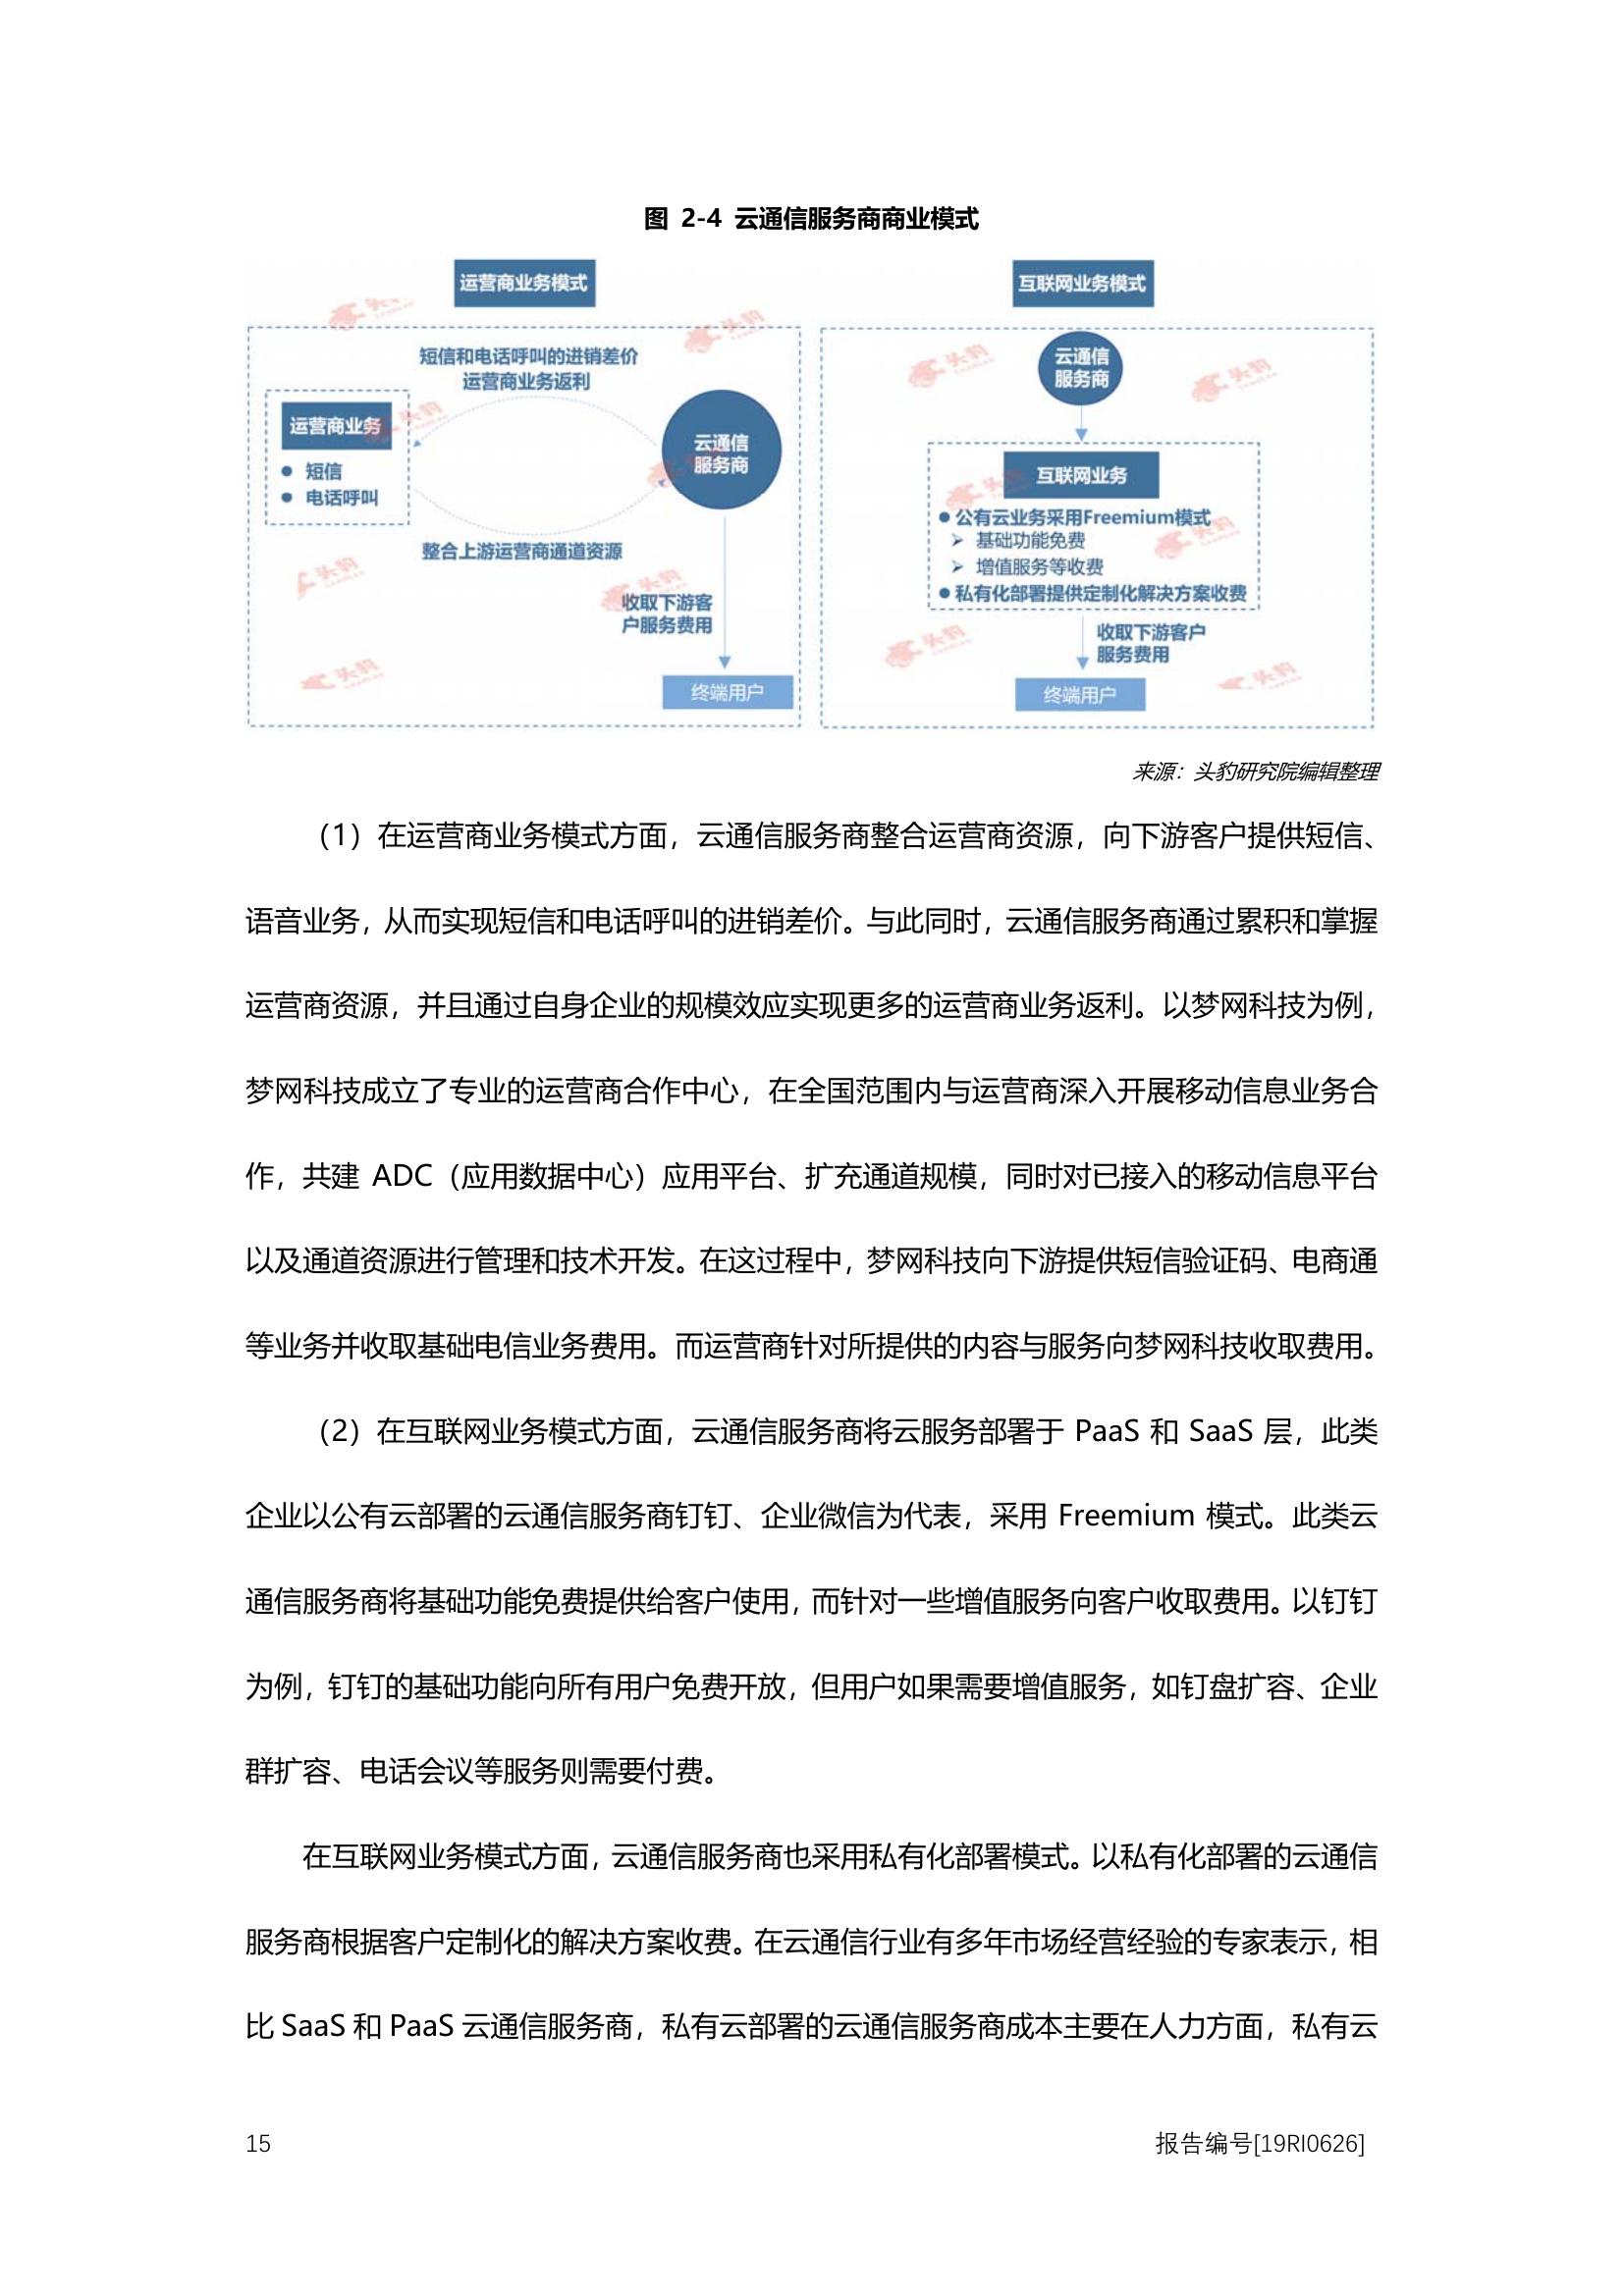 图 2-4 云通信服务商商业模式
运营商业务模式
短信和电话呼叫的进销差价
运营商业务返利
运营商业务
● 短信
● 电话呼叫
云通信
服务商
整合上游运营商通道资源
收取下游客
户服务费用
终端用户
互联网业务模式
云通信
服务商
互联网业务
● 公有云业务采用Freemium模式
➢ 基础功能免费
➢ 增值服务等收费
● 私有化部署提供定制化解决方案收费
收取下游客户
服务费用
终端用户
头豹
来源：头豹研究院编辑整理
（1）在运营商业务模式方面，云通信服务商整合运营商资源，向下游客户提供短信、
语音业务，从而实现短信和电话呼叫的进销差价。与此同时，云通信服务商通过累积和掌握
运营商资源，并且通过自身企业的规模效应实现更多的运营商业务返利。以梦网科技为例，
梦网科技成立了专业的运营商合作中心，在全国范围内与运营商深入开展移动信息业务合
作，共建 ADC（应用数据中心）应用平台、扩充通道规模，同时对已接入的移动信息平台
以及通道资源进行管理和技术开发。在这过程中，梦网科技向下游提供短信验证码、电商通
等业务并收取基础电信业务费用。而运营商针对所提供的内容与服务向梦网科技收取费用。
（2）在互联网业务模式方面，云通信服务商将云服务部署于 PaaS 和 SaaS 层，此类
企业以公有云部署的云通信服务商钉钉、企业微信为代表，采用 Freemium 模式。此类云
通信服务商将基础功能免费提供给客户使用，而针对一些增值服务向客户收取费用。以钉钉
为例，钉钉的基础功能向所有用户免费开放，但用户如果需要增值服务，如钉盘扩容、企业
群扩容、电话会议等服务则需要付费。
在互联网业务模式方面，云通信服务商也采用私有化部署模式。以私有化部署的云通信
服务商根据客户定制化的解决方案收费。在云通信行业有多年市场经营经验的专家表示，相
比 SaaS 和 PaaS 云通信服务商，私有云部署的云通信服务商成本主要在人力方面，私有云
15
报告编号[19RI0626]